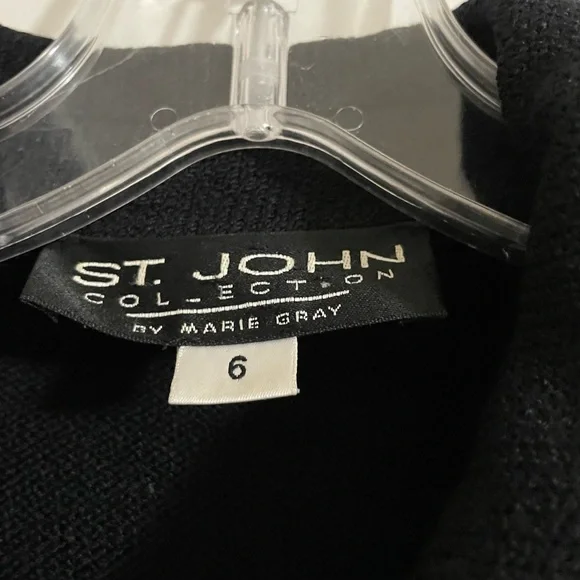 ST. JOHN
COLLECTION
BY MARIE GRAY
6